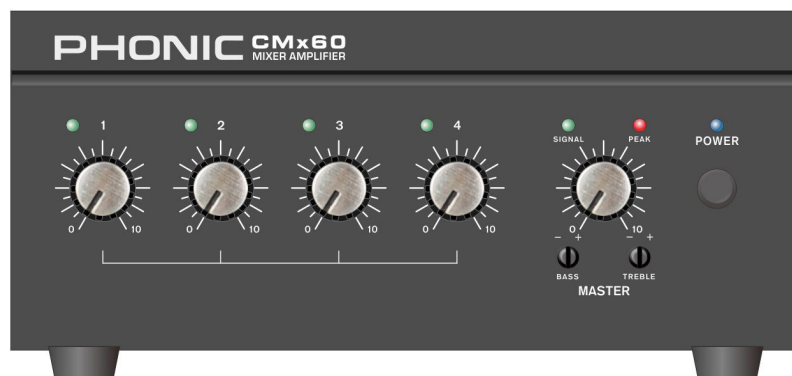 PHONIC CMx60
MIXER AMPLIFIER
1 2 3 4
SIGNAL PEAK POWER
0 10 0 10 0 10 0 10 0 10
- + - +
BASS TREBLE
MASTER